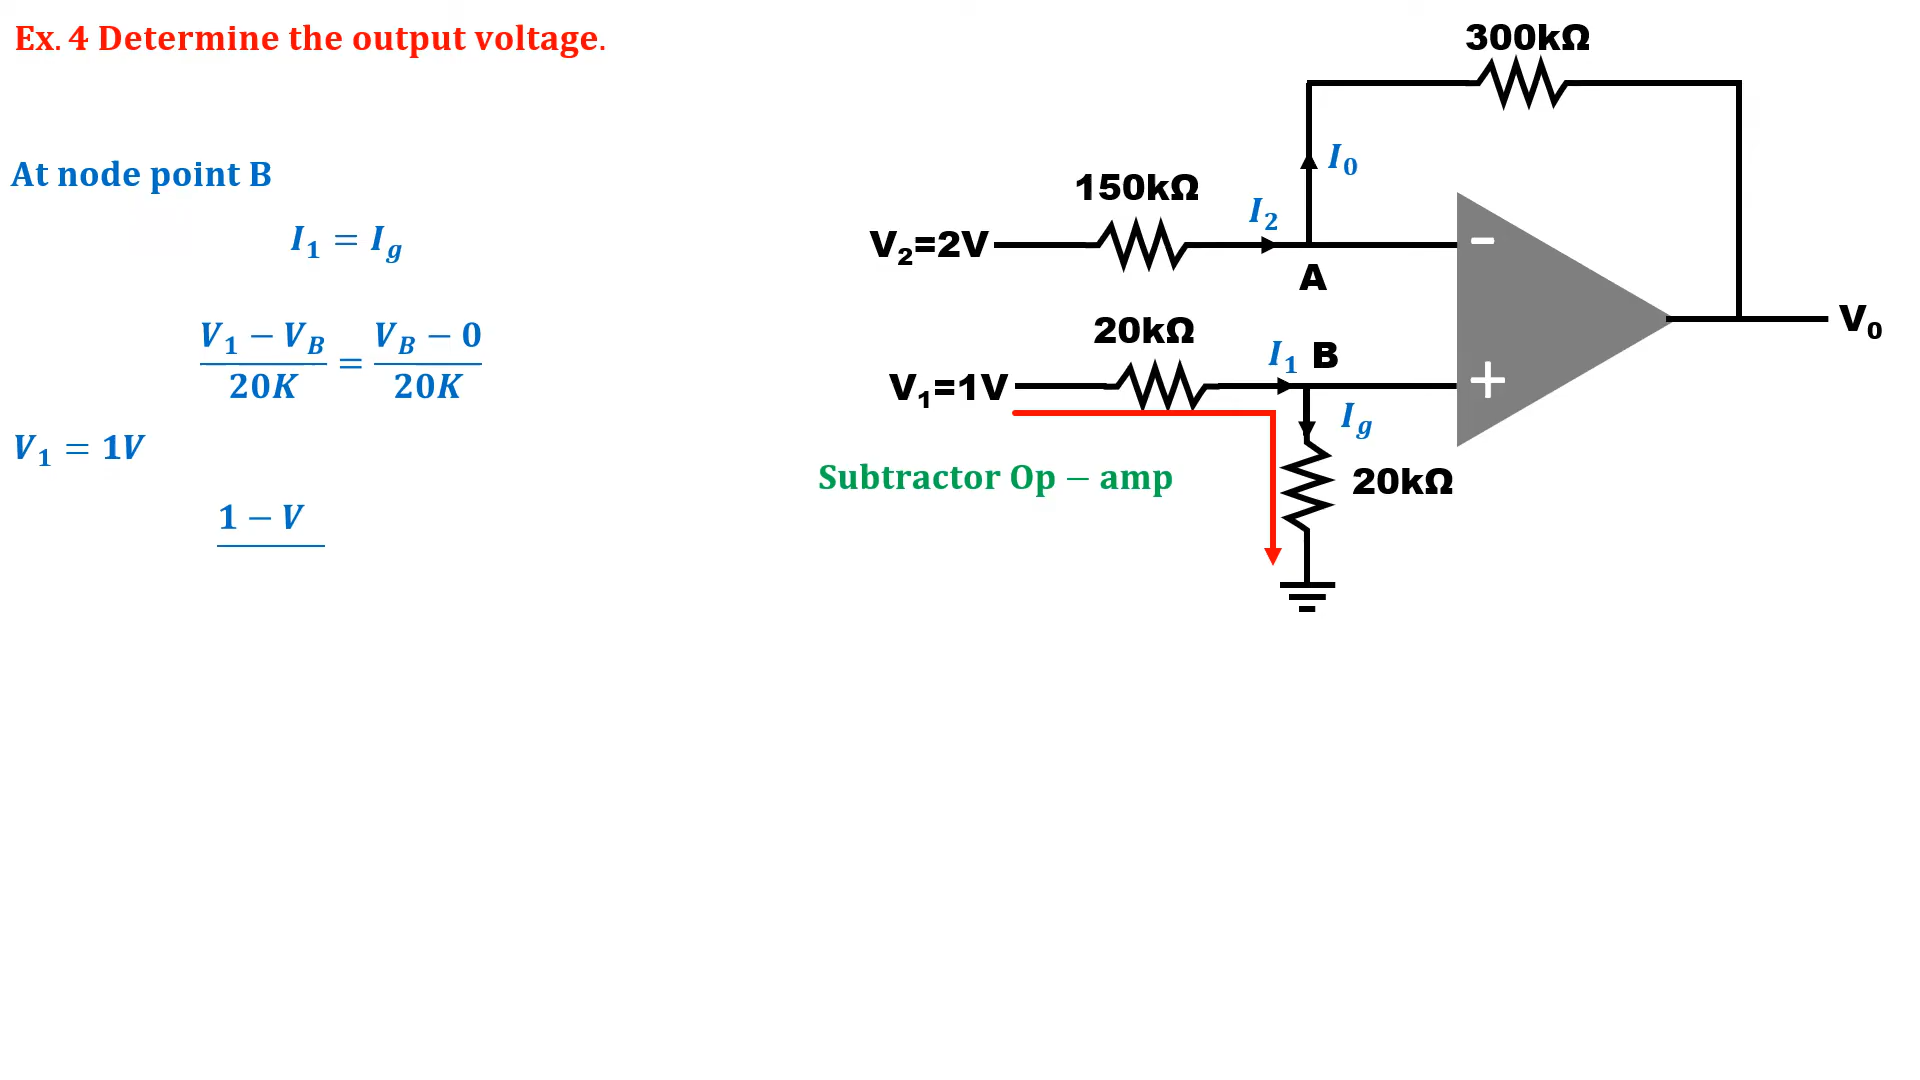 Ex. 4 Determine the output voltage.
At node point B
I₁ = I_g
V₁ − V_B / 20K = V_B − 0 / 20K
V₁ = 1V
1 − V
300kΩ
I₀
150kΩ
I₂
V₂=2V
−
A
20kΩ
I₁ B
V₀
V₁=1V
+
I_g
Subtractor Op − amp
20kΩ